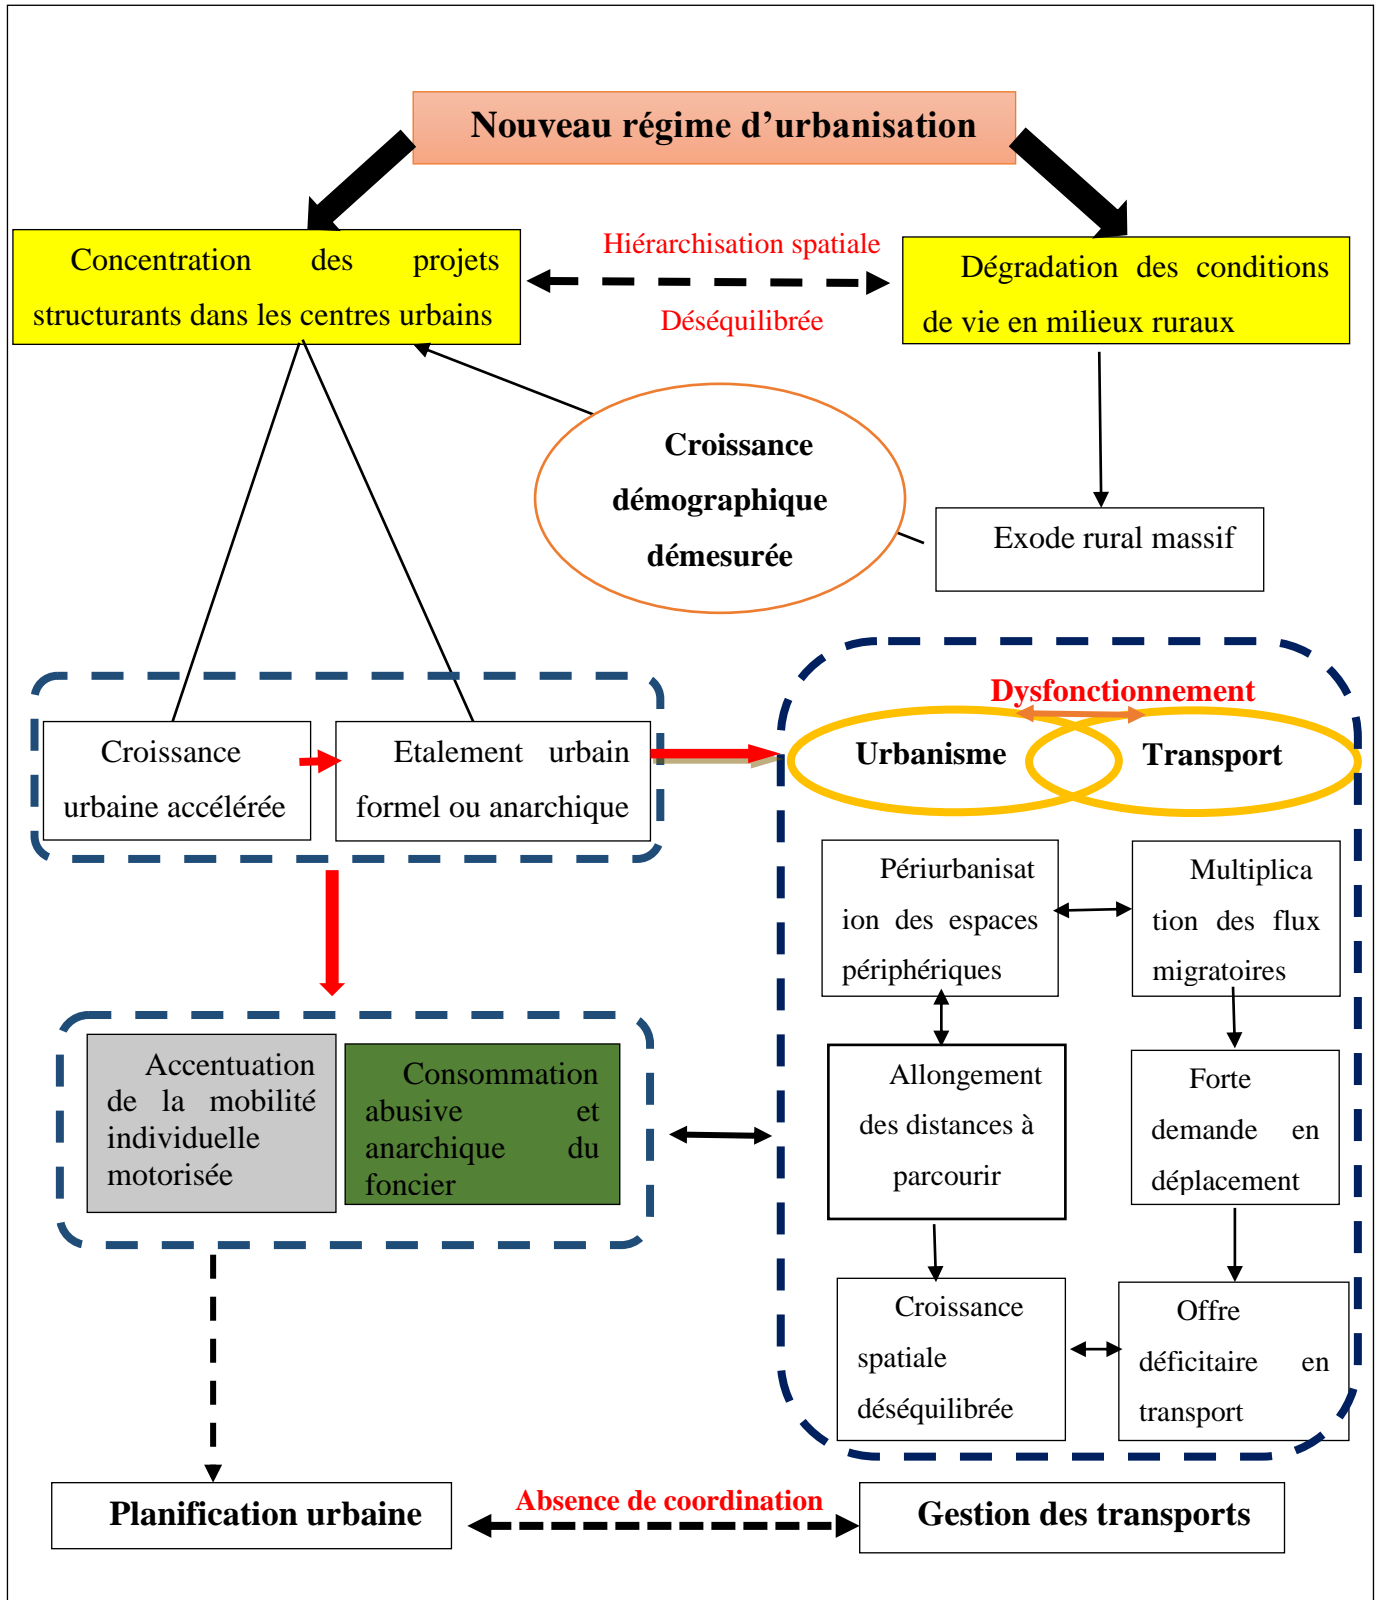 Nouveau régime d’urbanisation
Concentration des projets
structurants dans les centres urbains
Hiérarchisation spatiale
Déséquilibrée
Dégradation des conditions
de vie en milieux ruraux
Croissance
démographique
démesurée
Exode rural massif
Croissance
urbaine accélérée
Etalement urbain
formel ou anarchique
Dysfonctionnement
Urbanisme
Transport
Périurbanisat
ion des espaces
périphériques
Multiplica
tion des flux
migratoires
Accentuation
de la mobilité
individuelle
motorisée
Consommation
abusive et
anarchique du
foncier
Allongement
des distances à
parcourir
Forte
demande en
déplacement
Croissance
spatiale
déséquilibrée
Offre
déficitaire en
transport
Planification urbaine
Absence de coordination
Gestion des transports